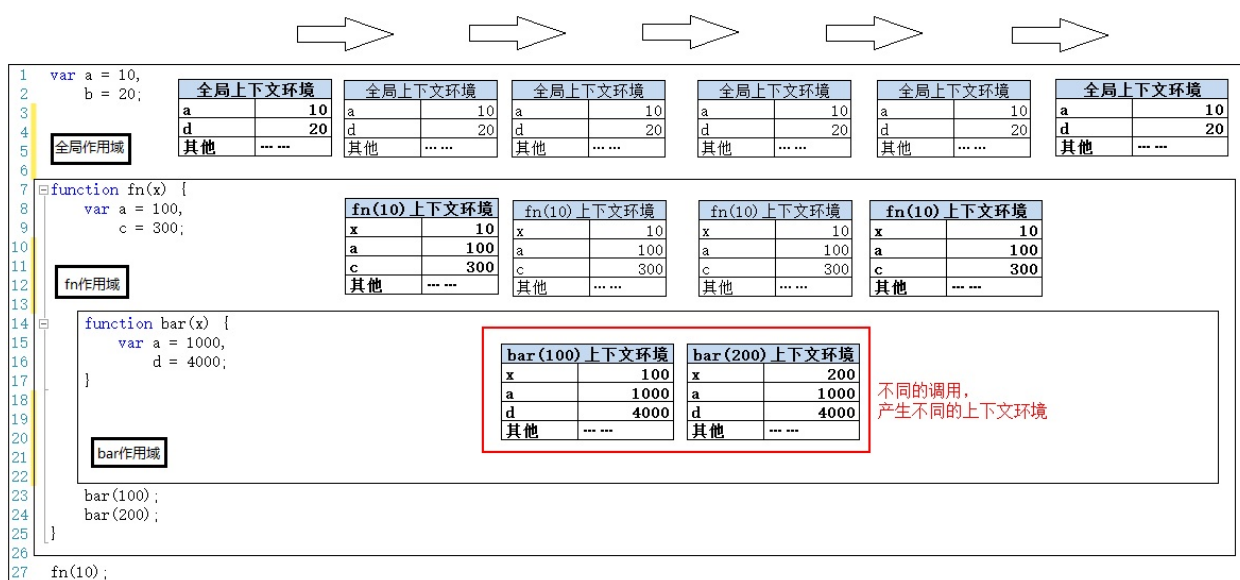 1 var a = 10, 全局上下文环境 全局上下文环境 全局上下文环境 全局上下文环境 全局上下文环境 全局上下文环境
2 b = 20; a 10 a 10 a 10 a 10 a 10 a 10
3 d 20 d 20 d 20 d 20 d 20 d 20
4 其他 … … 其他 … … 其他 … … 其他 … … 其他 … … 其他 … …
5 全局作用域
6
7 function fn(x) {
8 var a = 100, fn(10)上下文环境 fn(10)上下文环境 fn(10)上下文环境 fn(10)上下文环境
9 c = 300; x 10 x 10 x 10 x 10
10 a 100 a 100 a 100 a 100
11 c 300 c 300 c 300 c 300
12 fn作用域 其他 … … 其他 … … 其他 … … 其他 … …
13
14 function bar(x) {
15 var a = 1000, bar(100)上下文环境 bar(200)上下文环境
16 d = 4000; x 100 x 200
17 } a 1000 a 1000 不同的调用,
18 d 4000 d 4000 产生不同的上下文环境
19 其他 … … 其他 … …
20
21 bar作用域
22
23 bar(100);
24 bar(200);
25 }
26
27 fn(10);